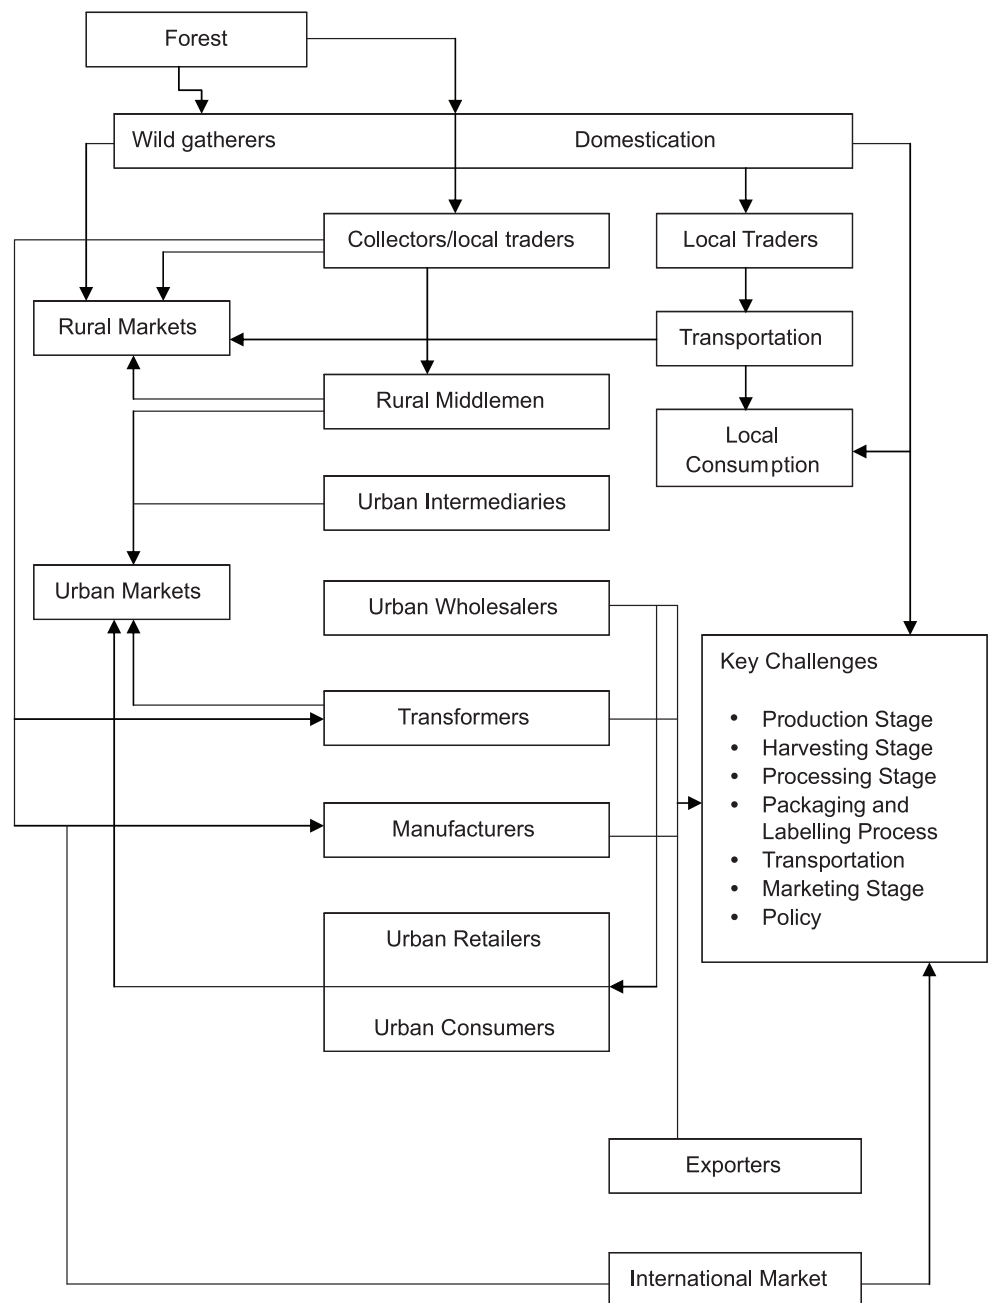 Forest
Wild gatherers
Domestication
Collectors/local traders
Local Traders
Rural Markets
Transportation
Rural Middlemen
Local
Consumption
Urban Intermediaries
Urban Markets
Urban Wholesalers
Key Challenges
• Production Stage
• Harvesting Stage
• Processing Stage
• Packaging and
Labelling Process
• Transportation
• Marketing Stage
• Policy
Transformers
Manufacturers
Urban Retailers
Urban Consumers
Exporters
International Market